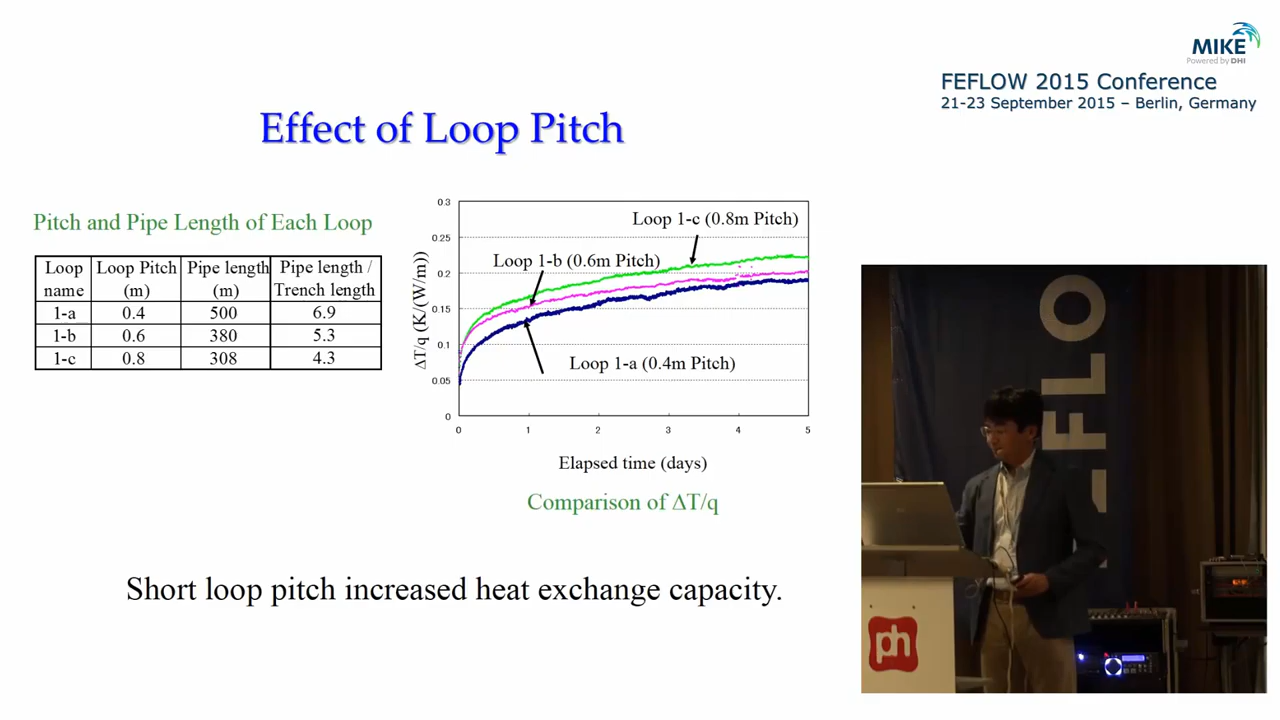 MIKE
Powered by DHI
FEFLOW 2015 Conference
21-23 September 2015 – Berlin, Germany
Effect of Loop Pitch
Pitch and Pipe Length of Each Loop
Loop name | Loop Pitch (m) | Pipe length (m) | Pipe length / Trench length
1-a | 0.4 | 500 | 6.9
1-b | 0.6 | 380 | 5.3
1-c | 0.8 | 308 | 4.3
ΔT/q (K/(W/m))
0.3
0.25
0.2
0.15
0.1
0.05
0
Loop 1-c (0.8m Pitch)
Loop 1-b (0.6m Pitch)
Loop 1-a (0.4m Pitch)
0 1 2 3 4 5
Elapsed time (days)
Comparison of ΔT/q
Short loop pitch increased heat exchange capacity.
EFLO
ph